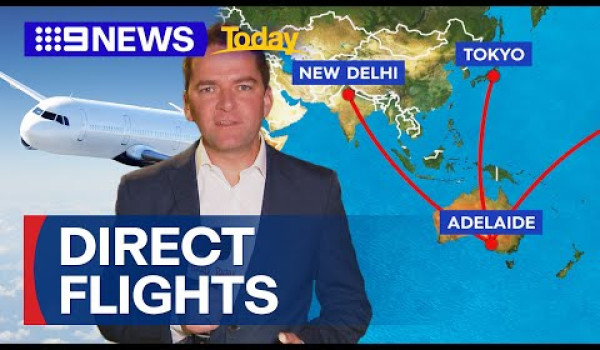 9NEWS
Today
NEW DELHI
TOKYO
ADELAIDE
DIRECT
FLIGHTS